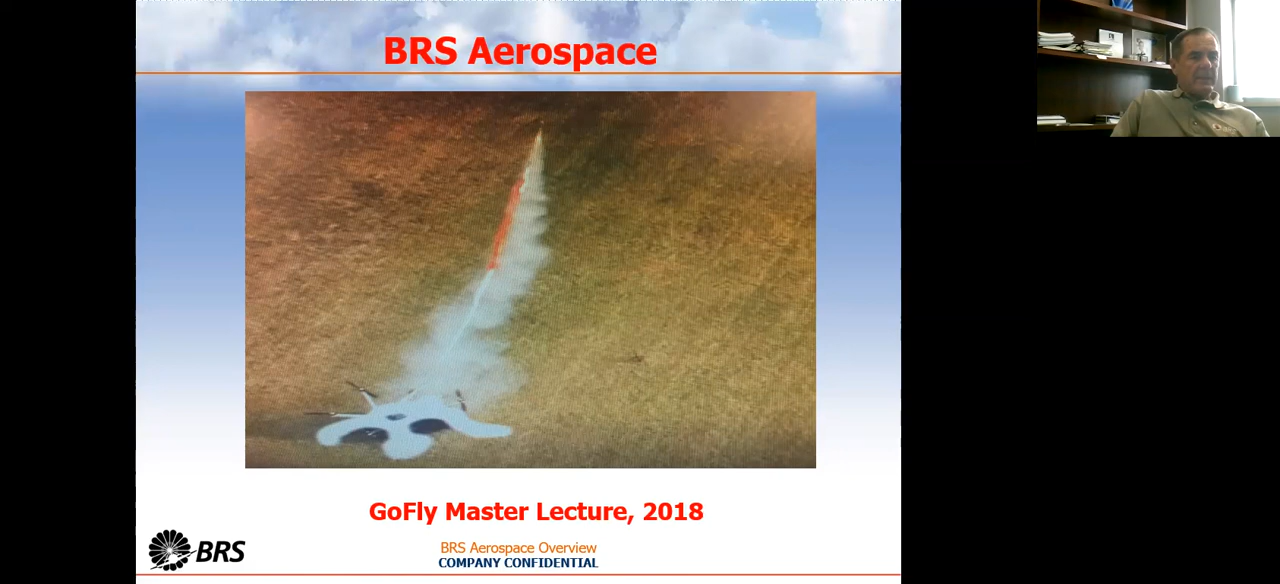 BRS Aerospace
GoFly Master Lecture, 2018
BRS
BRS Aerospace Overview
COMPANY CONFIDENTIAL